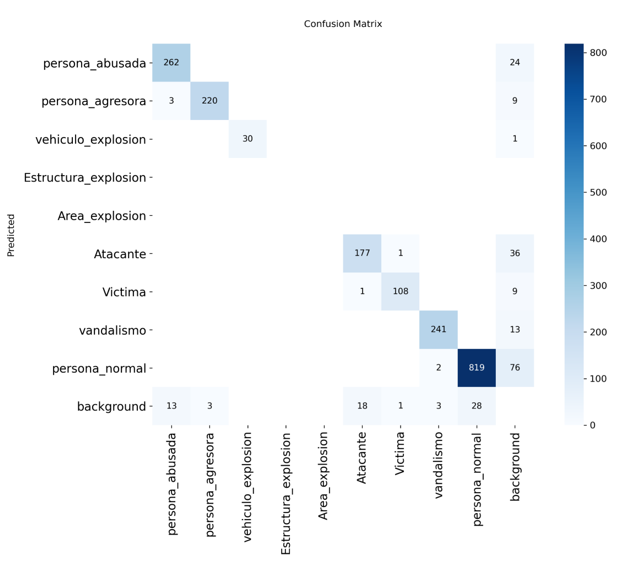 Confusion Matrix
Predicted
persona_abusada 262 24
persona_agresora 3 220 9
vehiculo_explosion 30 1
Estructura_explosion
Area_explosion
Atacante 177 1 36
Victima 1 108 9
vandalismo 241 13
persona_normal 2 819 76
background 13 3 18 1 3 28
persona_abusada
persona_agresora
vehiculo_explosion
Estructura_explosion
Area_explosion
Atacante
Victima
vandalismo
persona_normal
background
800
700
600
500
400
300
200
100
0